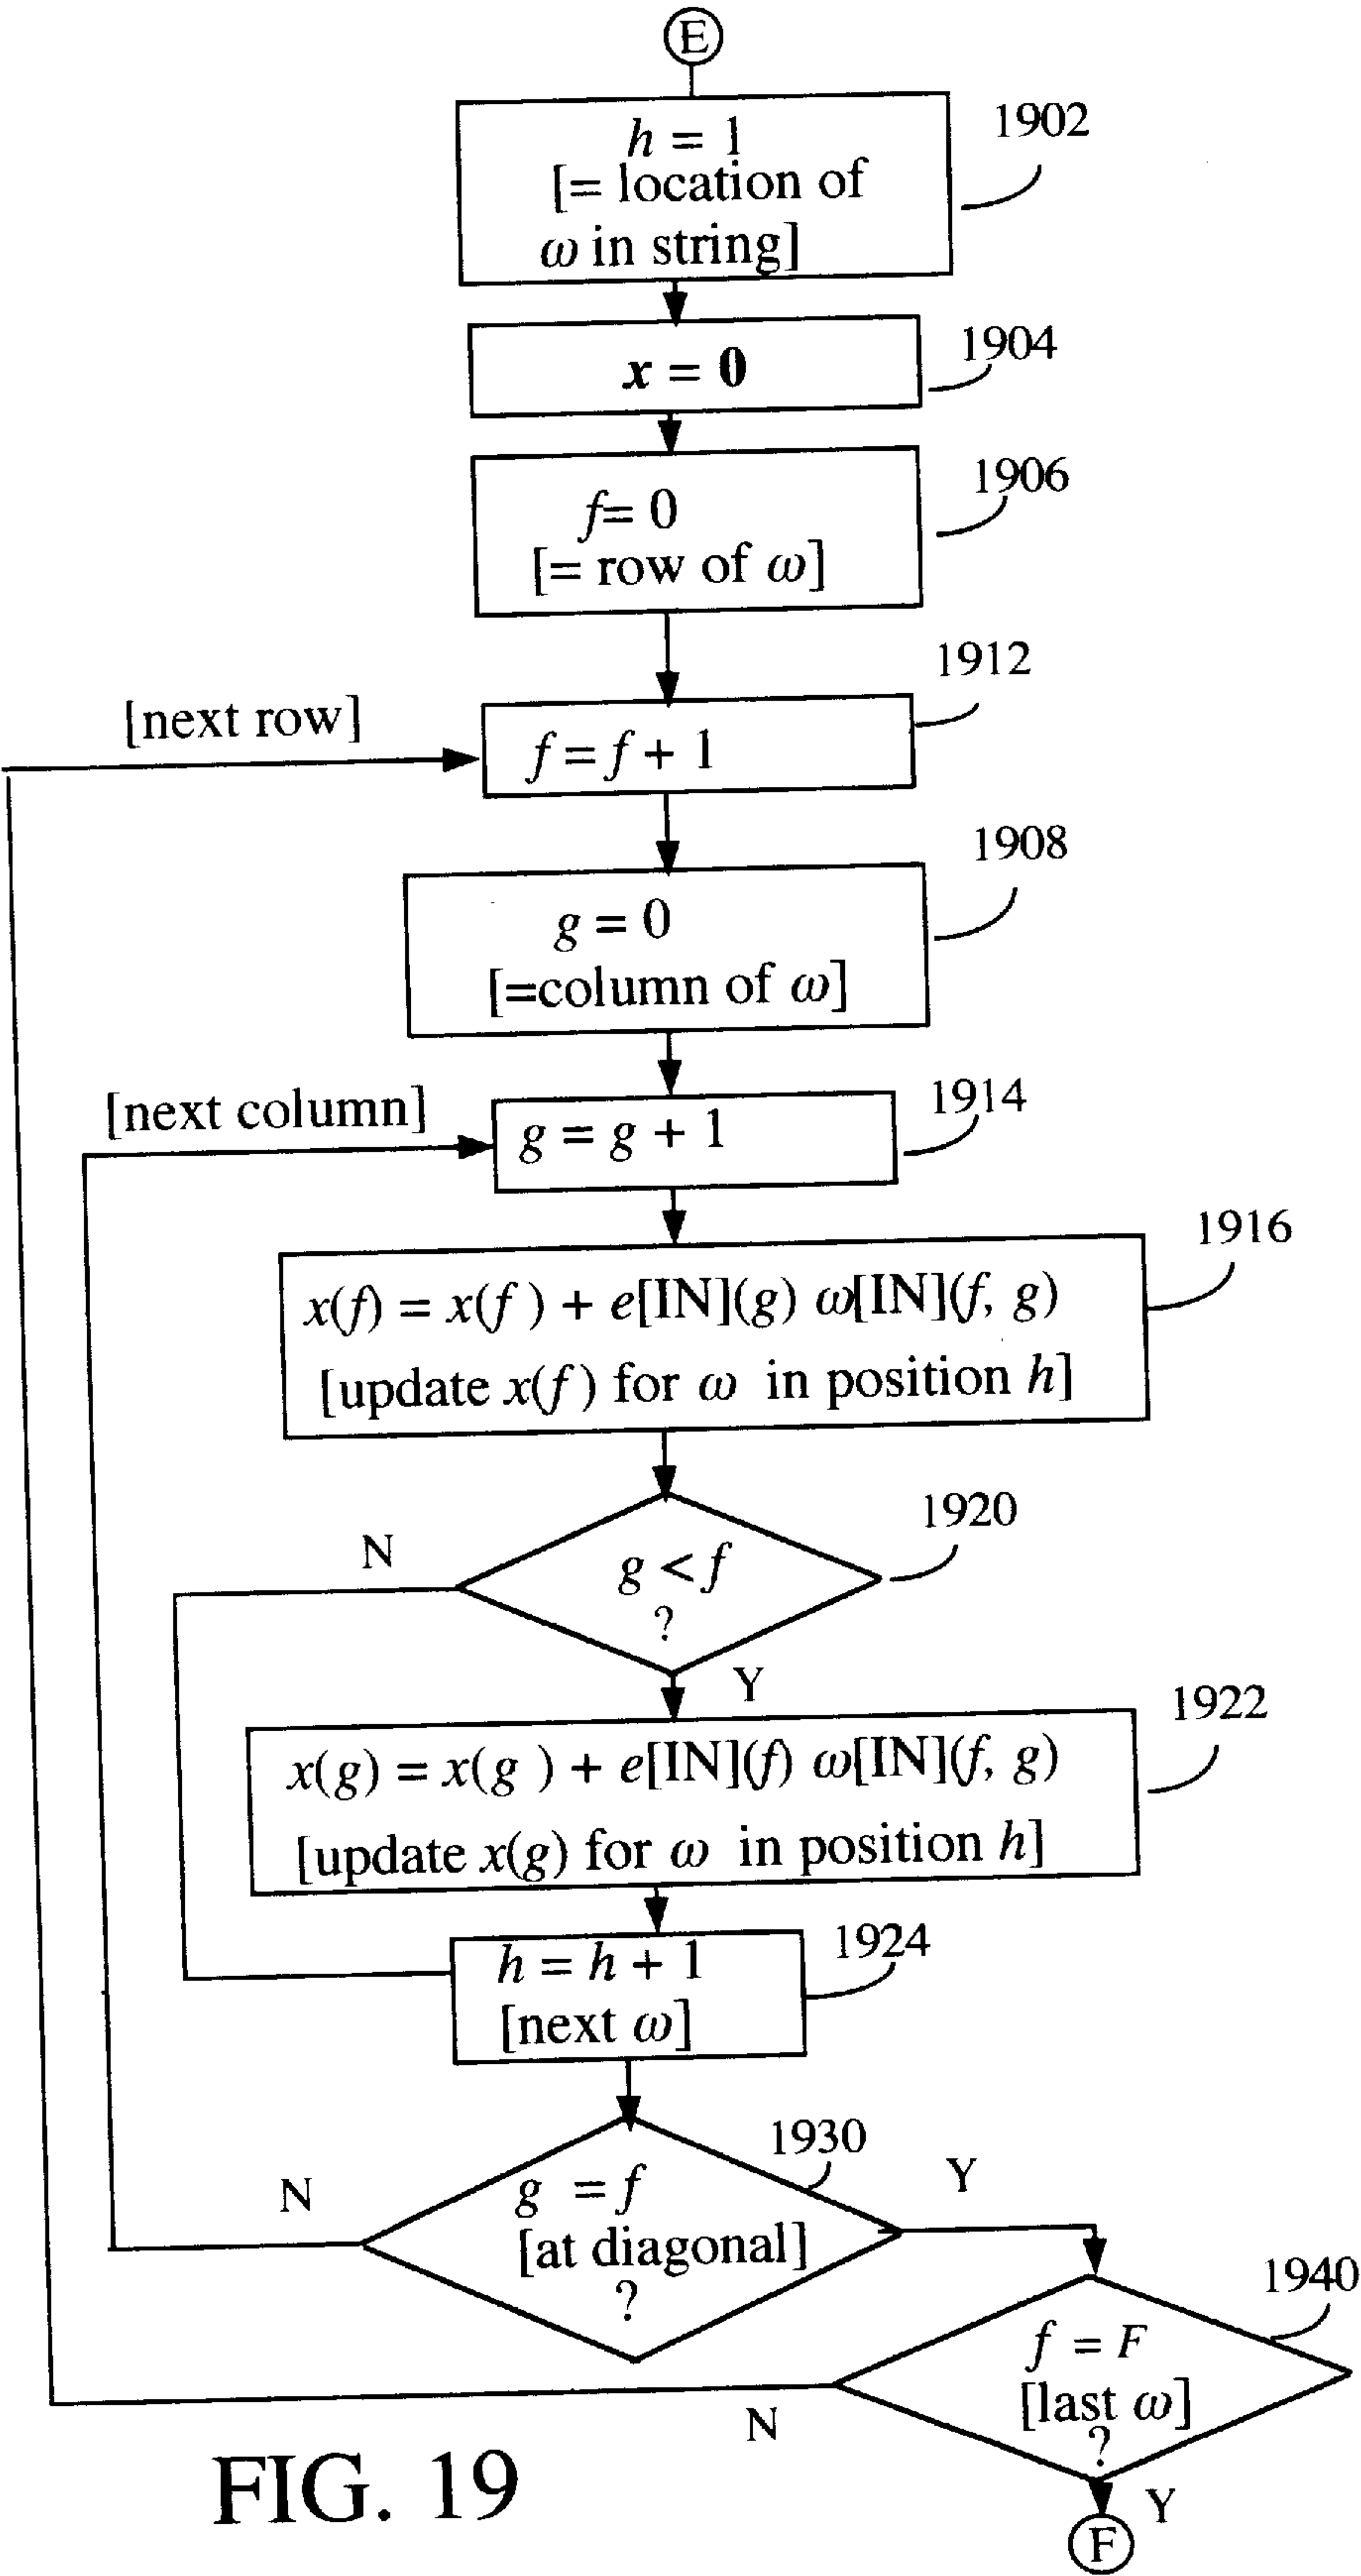 E
h = 1
1902
[= location of
ω in string]
x = 0
1904
f= 0
1906
[= row of ω]
1912
[next row]
f = f + 1
1908
g = 0
[=column of ω]
[next column]
1914
g = g + 1
1916
x(f) = x(f ) + e[IN](g) ω[IN](f, g)
[update x(f ) for ω in position h]
1920
N
g < f
?
Y
1922
x(g) = x(g ) + e[IN](f) ω[IN](f, g)
[update x(g) for ω in position h]
1924
h = h + 1
[next ω]
1930
N
g = f
Y
[at diagonal]
?
1940
f = F
[last ω]
N
?
FIG. 19
Y
F